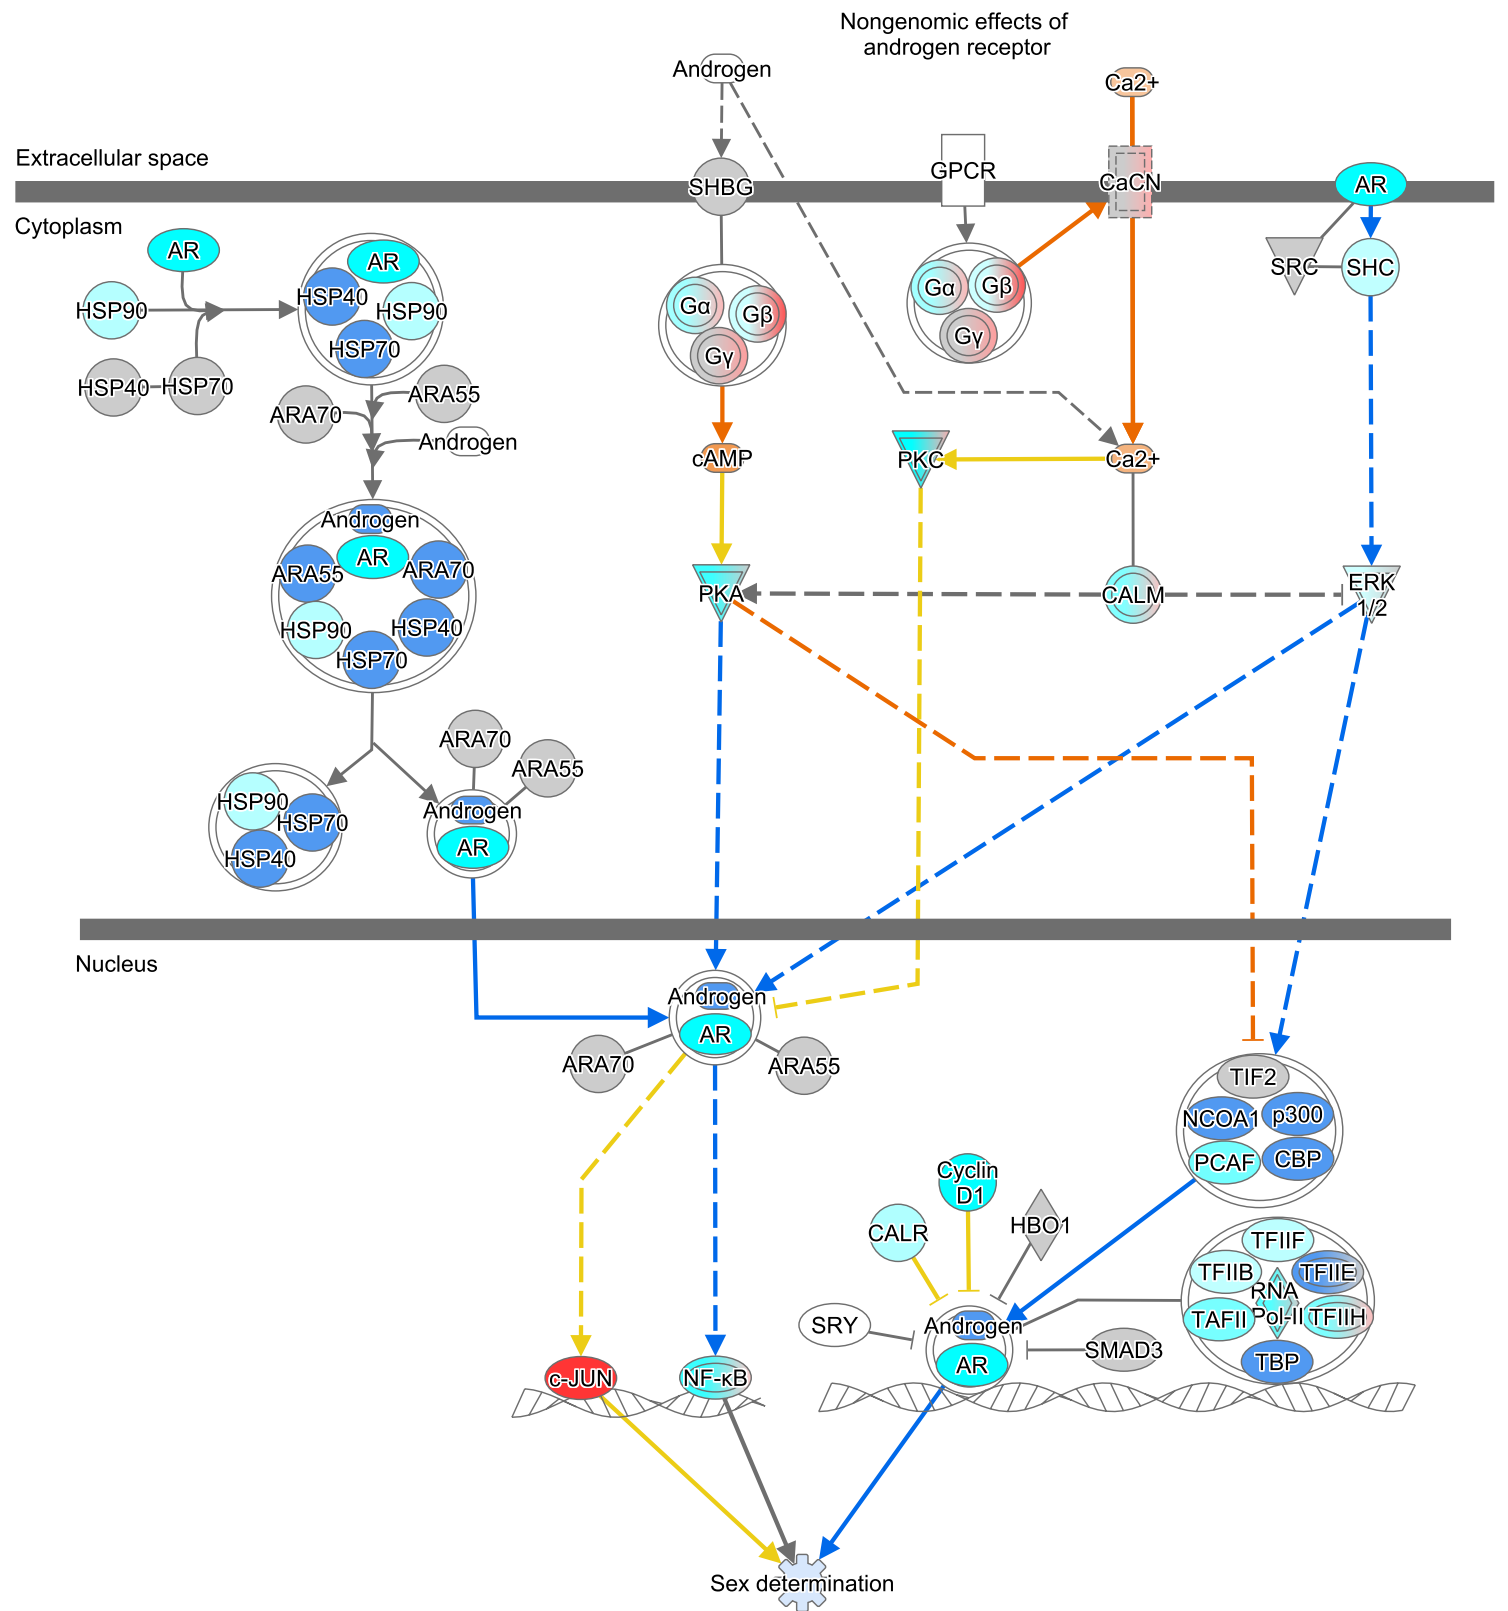 Nongenomic effects of
androgen receptor
Androgen
Ca2+
Extracellular space
GPCR
CaCN
SHBG
AR
Cytoplasm
AR
AR
SRC
SHC
HSP40
HSP90
HSP90
HSP70
Gα
Gβ
Gγ
Gα
Gβ
Gγ
HSP40
HSP70
ARA55
ARA70
Androgen
cAMP
PKC
Ca2+
Androgen
AR
ARA55
ARA70
HSP90
HSP40
HSP70
PKA
CALM
ERK
1/2
ARA70
ARA55
HSP90
HSP70
HSP40
Androgen
AR
Nucleus
Androgen
AR
ARA70
ARA55
TIF2
NCOA1
p300
PCAF
CBP
Cyclin
D1
CALR
HBO1
TFIIF
TFIIB
TFIIE
RNA
Pol-II
TAFII
TFIIH
TBP
SRY
Androgen
AR
SMAD3
c-JUN
NF-κB
Sex determination